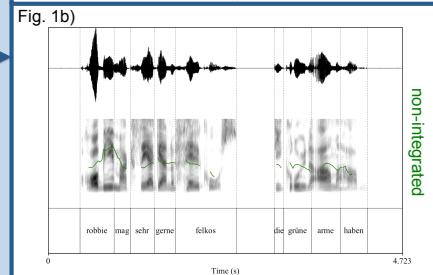 Fig. 1b)
non-integrated
robbie mag sehr gerne felkos die grüne arme haben
0 4.723
Time (s)